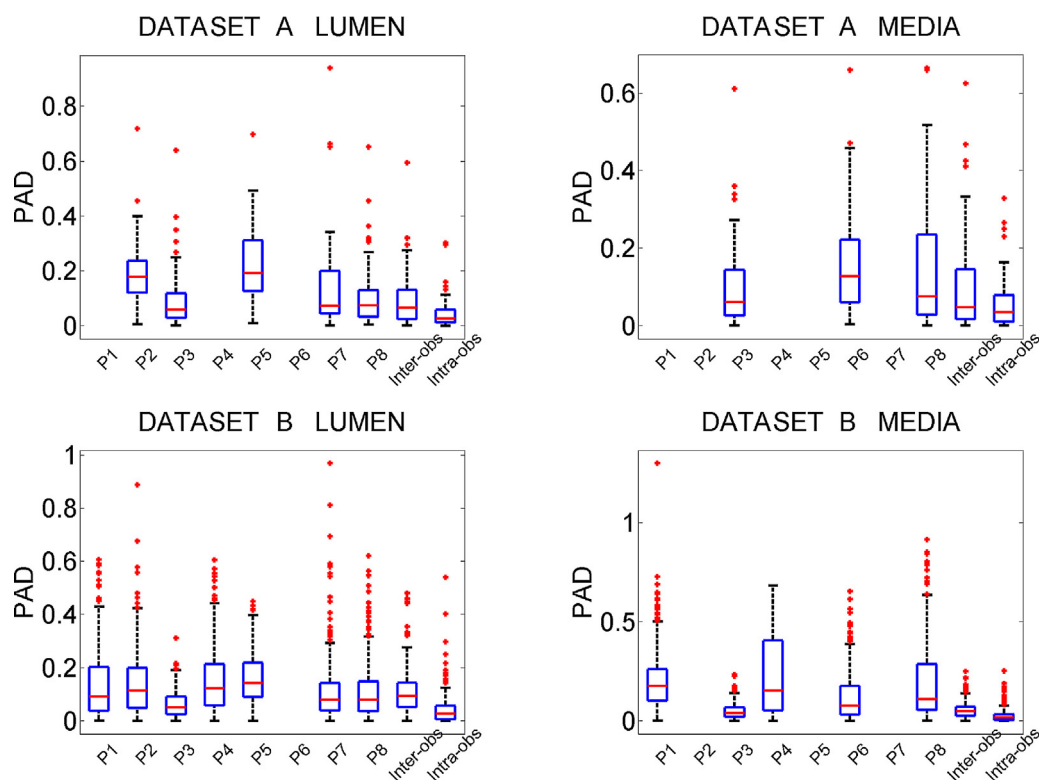 DATASET A LUMEN
PAD
0.8
0.6
0.4
0.2
0
P1 P2 P3 P4 P5 P6 P7 P8 Inter-obs Intra-obs
DATASET A MEDIA
PAD
0.6
0.4
0.2
0
P1 P2 P3 P4 P5 P6 P7 P8 Inter-obs Intra-obs
DATASET B LUMEN
PAD
1
0.8
0.6
0.4
0.2
0
P1 P2 P3 P4 P5 P6 P7 P8 Inter-obs Intra-obs
DATASET B MEDIA
PAD
1
0.5
0
P1 P2 P3 P4 P5 P6 P7 P8 Inter-obs Intra-obs